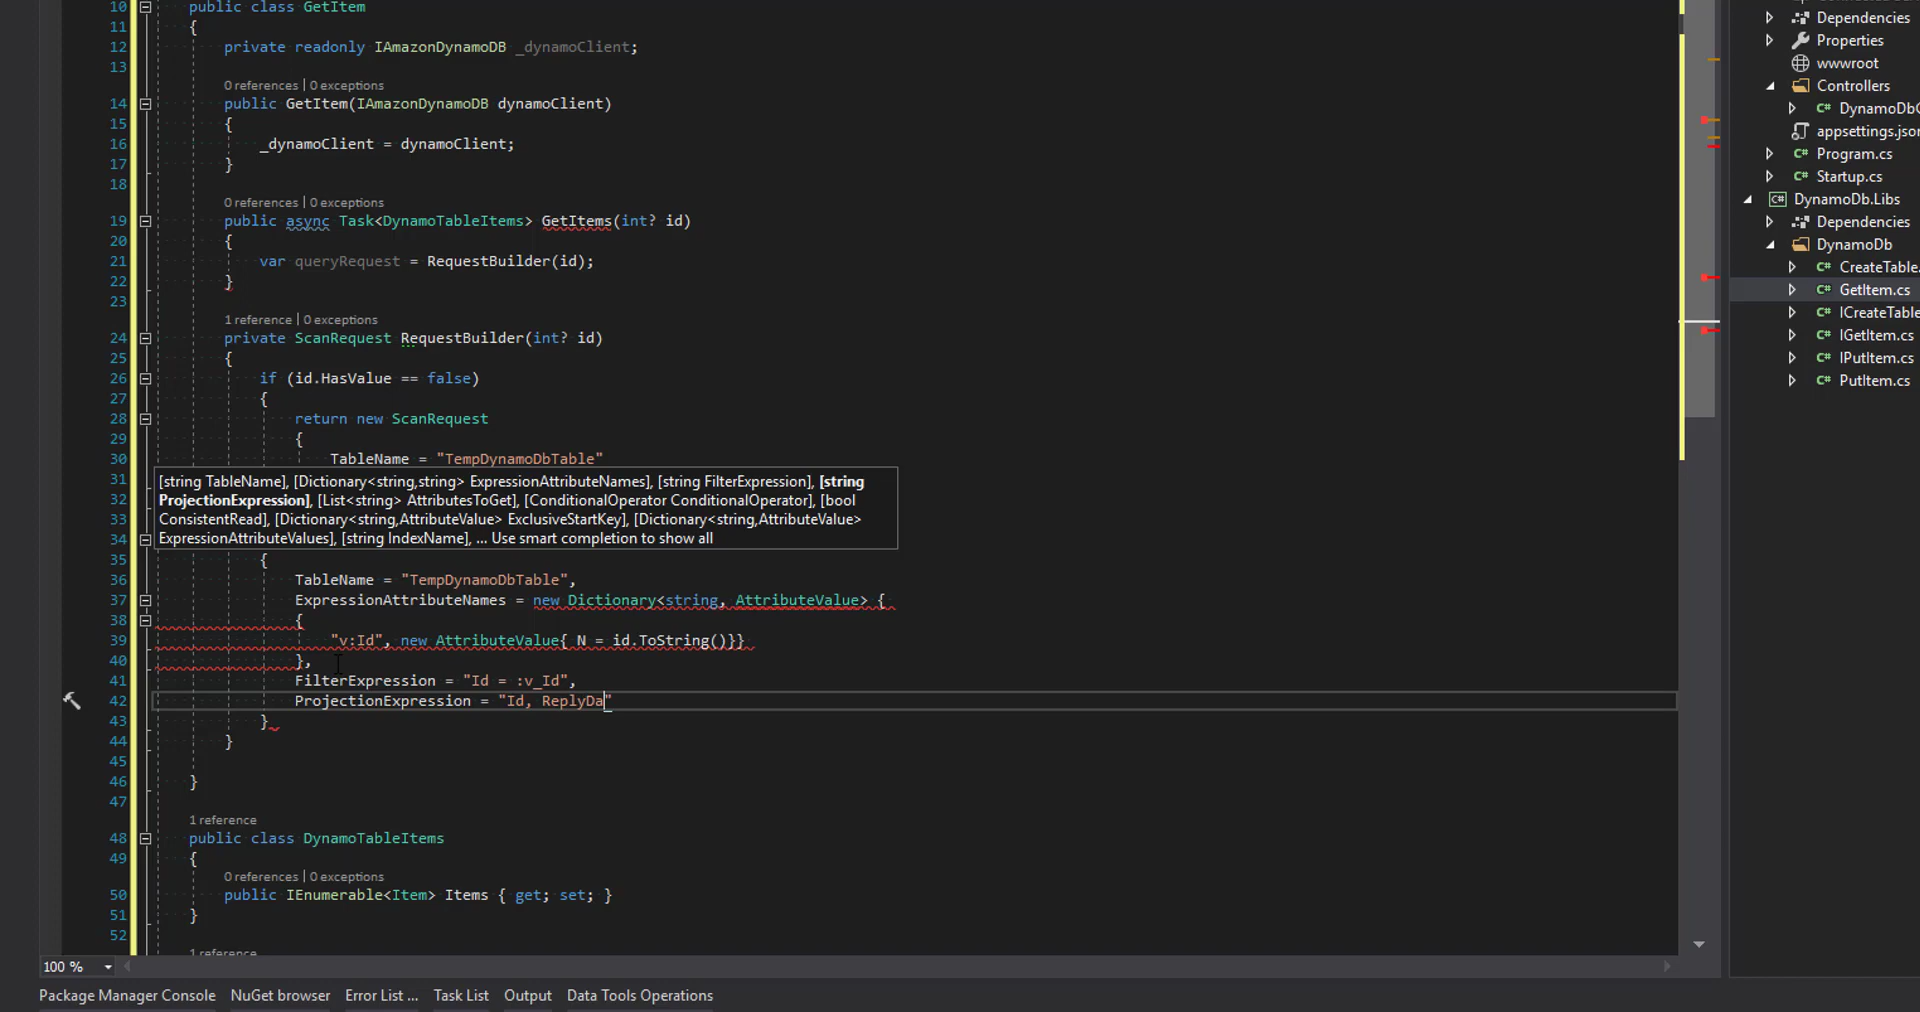 10 public class GetItem
11 {
12 private readonly IAmazonDynamoDB _dynamoClient;
13
0 references | 0 exceptions
14 public GetItem(IAmazonDynamoDB dynamoClient)
15 {
16 _dynamoClient = dynamoClient;
17 }
18
0 references | 0 exceptions
19 public async Task<DynamoTableItems> GetItems(int? id)
20 {
21 var queryRequest = RequestBuilder(id);
22 }
23
1 reference | 0 exceptions
24 private ScanRequest RequestBuilder(int? id)
25 {
26 if (id.HasValue == false)
27 {
28 return new ScanRequest
29 {
30 TableName = "TempDynamoDbTable"
31 [string TableName], [Dictionary<string,string> ExpressionAttributeNames], [string FilterExpression], [string
32 ProjectionExpression], [List<string> AttributesToGet], [ConditionalOperator ConditionalOperator], [bool
33 ConsistentRead], [Dictionary<string,AttributeValue> ExclusiveStartKey], [Dictionary<string,AttributeValue>
34 ExpressionAttributeValues], [string IndexName], ... Use smart completion to show all
35 {
36 TableName = "TempDynamoDbTable",
37 ExpressionAttributeNames = new Dictionary<string, AttributeValue> {
38 {
39 "v:Id", new AttributeValue{ N = id.ToString()}}
40 },
41 FilterExpression = "Id = :v_Id",
42 ProjectionExpression = "Id, ReplyDa"
43 }
44 }
45
46 }
47
1 reference
48 public class DynamoTableItems
49 {
0 references | 0 exceptions
50 public IEnumerable<Item> Items { get; set; }
51 }
52
1 reference
100 %
Package Manager Console NuGet browser Error List ... Task List Output Data Tools Operations
Dependencies
Properties
wwwroot
Controllers
C# DynamoDbC
appsettings.jsor
C# Program.cs
C# Startup.cs
C# DynamoDb.Libs
Dependencies
DynamoDb
C# CreateTable.
C# GetItem.cs
C# ICreateTable
C# IGetItem.cs
C# IPutItem.cs
C# PutItem.cs